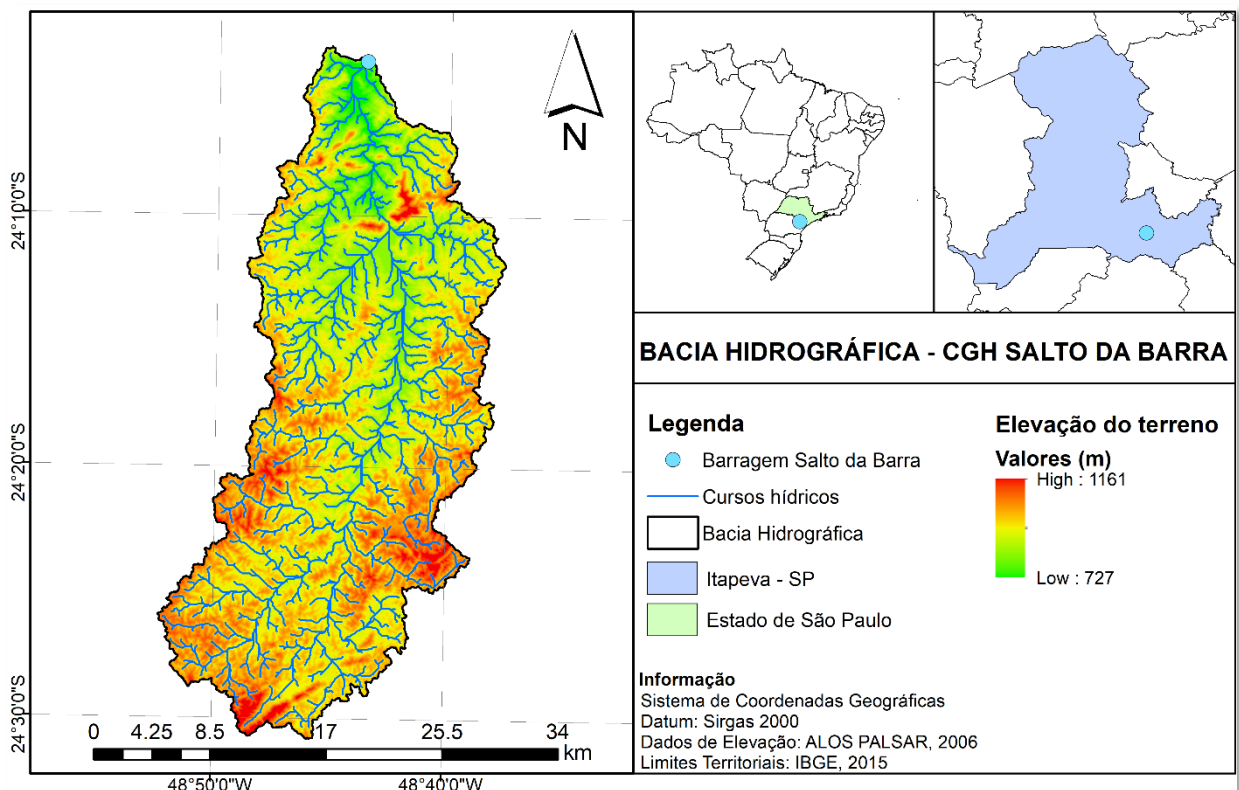 N
24°10'0"S
24°20'0"S
24°30'0"S
0 4.25 8.5 17 25.5 34
km
48°50'0"W 48°40'0"W
BACIA HIDROGRÁFICA - CGH SALTO DA BARRA
Legenda
Barragem Salto da Barra
Cursos hídricos
Bacia Hidrográfica
Itapeva - SP
Estado de São Paulo
Elevação do terreno
Valores (m)
High : 1161
Low : 727
Informação
Sistema de Coordenadas Geográficas
Datum: Sirgas 2000
Dados de Elevação: ALOS PALSAR, 2006
Limites Territoriais: IBGE, 2015